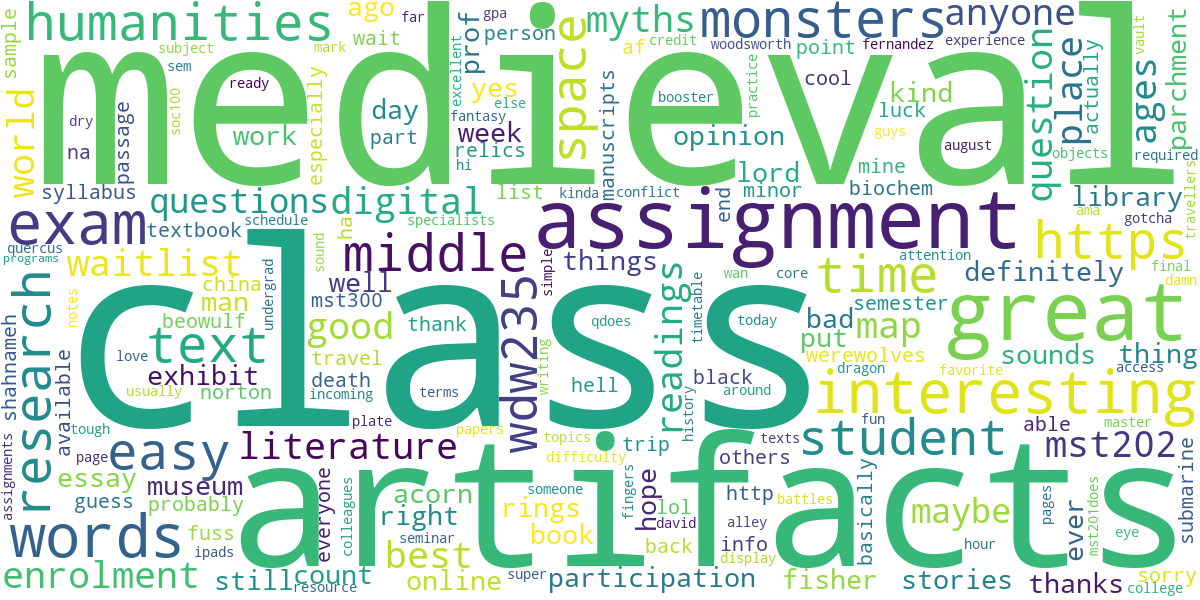 medieval
class
artifacts
assignment
great
interesting
humanities
monsters
myths
anyone
space
ago
prof
person
wait
yes
week
relics
day
part
work
world
sample
subject
mark
far
gpa
sem
ready
dry
na
passage
soc100
especially
excellent
else
fantasy
hi
af
credit
woodsworth
fernandez
experience
point
cool
booster
practice
vault
kind
luck
opinion
manuscripts
guys
mine
august
question
place
actually
ages
parchment
objects
required
lord
minor
biochem
library
ama
gotcha
travellers
syllabus
questions
digital
list
kinda
conflict
end
exam
textbook
schedule
ha
specialists
quercus
programs
waitlist
china
undergrad
sound
well
middle
simple
things
wan
core
attention
https
definitely
final
damn
time
research
notes
man
mst300
beowulf
good
thank
wdw235
qdoes
readings
timetable
today
bad
put
map
semester
shahnameh
text
travel
werewolves
sounds
thing
available
love
exhibit
death
hell
writing
black
around
dragon
favorite
access
usually
norton
incoming
terms
tough
plate
papers
literature
topics
difficulty
trip
history
texts
fun
able
master
student
mst202
easy
page
assignments
others
essay
museum
everyone
colleagues
acorn
someone
rings
fingers
hope
lol
http
battles
maybe
pages
ever
mst201does
submarine
guess
probably
right
book
david
alley
basically
eye
words
fuss
ipads
seminar
best
back
info
display
hour
enrolment
still
count
resource
online
super
participation
fisher
stories
thanks
sorry
college